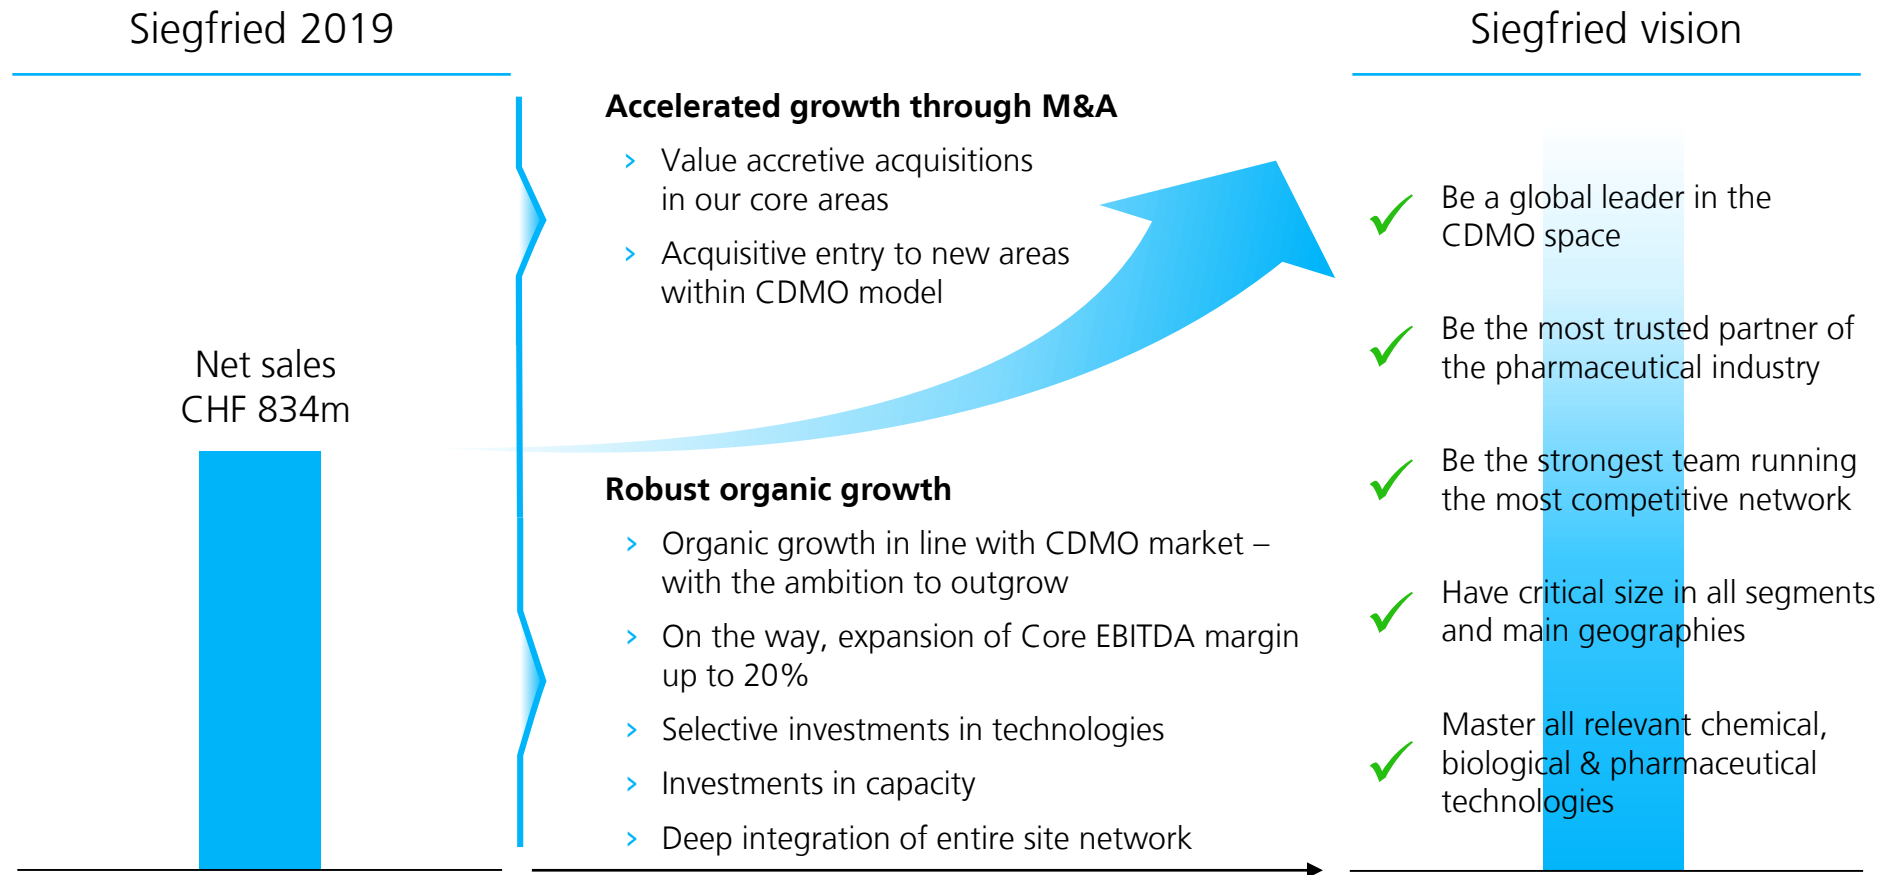 Siegfried 2019
Net sales
CHF 834m
Accelerated growth through M&A
› Value accretive acquisitions
in our core areas
› Acquisitive entry to new areas
within CDMO model
Robust organic growth
› Organic growth in line with CDMO market –
with the ambition to outgrow
› On the way, expansion of Core EBITDA margin
up to 20%
› Selective investments in technologies
› Investments in capacity
› Deep integration of entire site network
Siegfried vision
Be a global leader in the
CDMO space
Be the most trusted partner of
the pharmaceutical industry
Be the strongest team running
the most competitive network
Have critical size in all segments
and main geographies
Master all relevant chemical,
biological & pharmaceutical
technologies